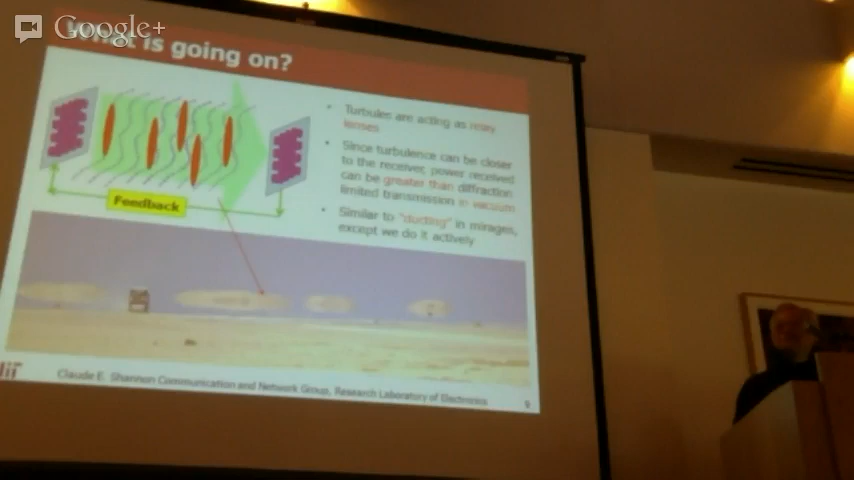 Google+
What is going on?
Turbules are acting as relay
lenses
Since turbulence can be closer
to the receiver, power received
can be greater than diffraction
limited transmission in vacuum
Similar to "ducting" in mirages,
except we do it actively
Feedback
Claude E. Shannon Communication and Network Group, Research Laboratory of Electronics
9